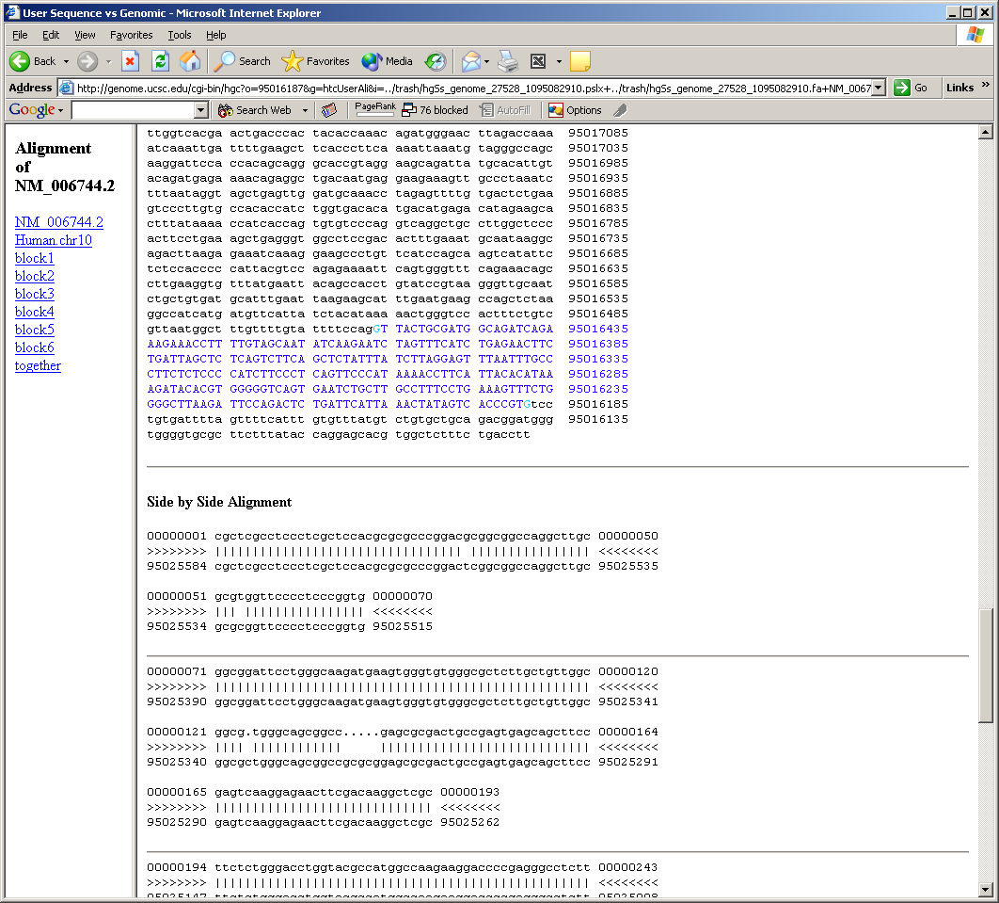 User Sequence vs Genomic - Microsoft Internet Explorer
File Edit View Favorites Tools Help
Back Search Favorites Media
Address http://genome.ucsc.edu/cgi-bin/hgc?o=95016187&g=htcUserAli&i=../trash/hgSs_genome_27528_1095082910.pslx+../trash/hgSs_genome_27528_1095082910.fa+NM_0067 Go Links »
Google Search Web PageRank 76 blocked AutoFill Options
Alignment
of
NM_006744.2
NM_006744.2
Human.chr10
block1
block2
block3
block4
block5
block6
together
ttggtcacga aactgacccac tacaccaaac agatgggaac ttagaccaaa 95017085
atcaaattga ttttgaagct tcacccttca aaattaaatg tagggccagc 95017035
aaggattcca ccacagcagg gcaccgtagg aagcagatta tgcacattgt 95016985
acagatgaga aaacagaggc tgacaatgag gaagaaagtt gccctaaatc 95016935
tttaataggt agctgagttg gatgcaaacc tagagttttg tgactctgaa 95016885
gtcccttgtg ccacaccatc tggtgacaca tgacatgaga catagaagca 95016835
ctttataaaa ccatcaccag tgtgtcccag gtcaggctgc cttggctccc 95016785
acttcctgaa agctgagggt ggcctccgac actttgaaat gcaataaggc 95016735
agacttaaga gaaatcaaag gaagccctgt tcatccagca agtcatattc 95016685
tctccacccc cattacgtcc agagaaaatt cagtgggttt cagaaacagc 95016635
cttgaaggtg tttatgaatt acagccacct gtatccgtaa gggttgcaat 95016585
ctgctgtgat gcatttgaat taagaagcat ttgaatgaag ccagctctaa 95016535
ggccatcatg atgttcatta tctacataaa aactgggtcc actttctgtc 95016485
gttaatggct ttgttttgta ttttccagGT TACTGCGATG GCAGATCAGA 95016435
AAGAAACCTT TTGTAGCAAT ATCAAGAATC TAGTTTCATC TGAGAACTTC 95016385
TGATTAGCTC TCAGTCTTCA GCTCTATTTA TCTTAGGAGT TTAATTTGCC 95016335
CTTCTCTCCC CATCTTCCCT CAGTTCCCAT AAAACCTTCA TTACACATAA 95016285
AGATACACGT GGGGGTCAGT GAATCTGCTT GCCTTTCCTG AAAGTTTCTG 95016235
GGGCTTAAGA TTCCAGACTC TGATTCATTA AACTATAGTC ACCCGTGtcc 95016185
tgtgatttta gttttcattt gtgtttatgt ctgtgctgca gacggatggg 95016135
tggggtgcgc ttctttatac caggagcacg tggctctttc tgacctt
Side by Side Alignment
00000001 cgctcgcctccctcgctccacgcgcgcccggacgcggcggccaggcttgc 00000050
>>>>>>>> ||||||||||||||||||||||||||||||||| |||||||||||||||| <<<<<<<<
95025584 cgctcgcctccctcgctccacgcgcgcccggactcggcggccaggcttgc 95025535
00000051 gcgtggttcccctcccggtg 00000070
>>>>>>>> ||| |||||||||||||||| <<<<<<<<
95025534 gcgcggttcccctcccggtg 95025515
00000071 ggcggattcctgggcaagatgaagtgggtgtgggcgctcttgctgttggc 00000120
>>>>>>>> |||||||||||||||||||||||||||||||||||||||||||||||||| <<<<<<<<
95025390 ggcggattcctgggcaagatgaagtgggtgtgggcgctcttgctgttggc 95025341
00000121 ggcg.tgggcagcggcc.....gagcgcgactgccgagtgagcagcttcc 00000164
>>>>>>>> |||| ||||||||||||     |||||||||||||||||||||||||||| <<<<<<<<
95025340 ggcgctgggcagcggccgcgcggagcgcgactgccgagtgagcagcttcc 95025291
00000165 gagtcaaggagaacttcgacaaggctcgc 00000193
>>>>>>>> ||||||||||||||||||||||||||||| <<<<<<<<
95025290 gagtcaaggagaacttcgacaaggctcgc 95025262
00000194 ttctctgggacctggtacgccatggccaagaaggaccccgagggcctctt 00000243
>>>>>>>> |||||||||||||||||||||||||||||||||||||||||||||||||| <<<<<<<<